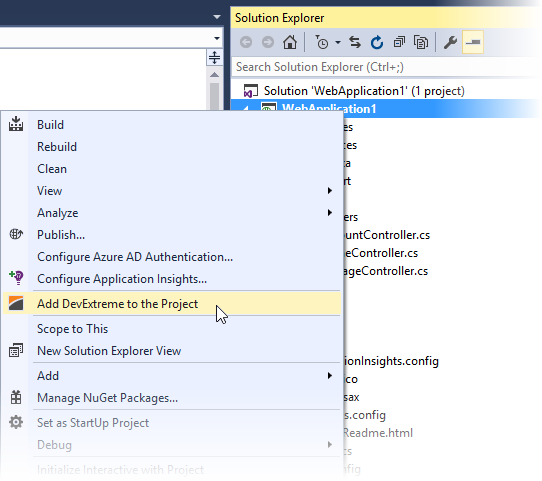 Solution Explorer
Search Solution Explorer (Ctrl+;)
Solution 'WebApplication1' (1 project)
WebApplication1
Build
Rebuild
Clean
View
Analyze
Publish...
Configure Azure AD Authentication...
Configure Application Insights...
Add DevExtreme to the Project
Scope to This
New Solution Explorer View
Add
Manage NuGet Packages...
Set as StartUp Project
Debug
Initialize Interactive with Project
es
ces
ta
rt
ers
untController.cs
eController.cs
ageController.cs
ionInsights.config
co
sax
s.config
Readme.html
cs
fig